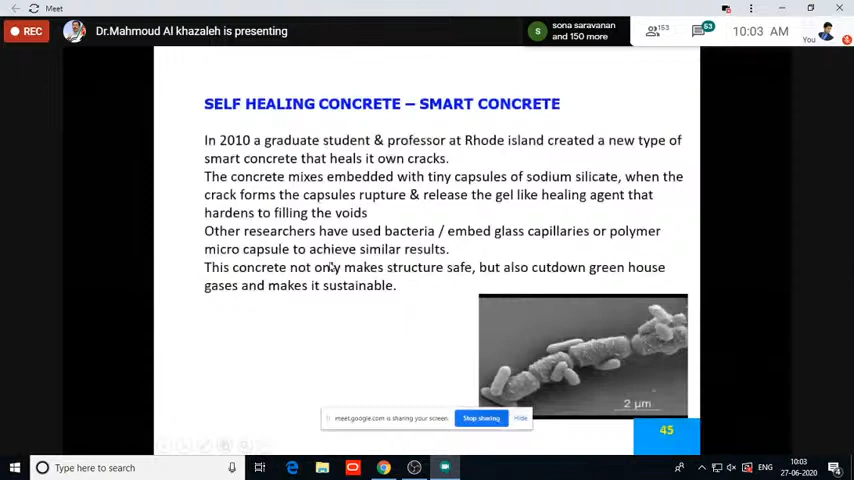 Meet
REC
Dr.Mahmoud Al khazaleh is presenting
S
sona saravanan
and 150 more
153
53
10:03 AM
You
SELF HEALING CONCRETE – SMART CONCRETE
In 2010 a graduate student & professor at Rhode island created a new type of
smart concrete that heals it own cracks.
The concrete mixes embedded with tiny capsules of sodium silicate, when the
crack forms the capsules rupture & release the gel like healing agent that
hardens to filling the voids
Other researchers have used bacteria / embed glass capillaries or polymer
micro capsule to achieve similar results.
This concrete not only makes structure safe, but also cutdown green house
gases and makes it sustainable.
2 μm
meet.google.com is sharing your screen.
Stop sharing
Hide
45
Type here to search
ENG
10:03
27-06-2020
4